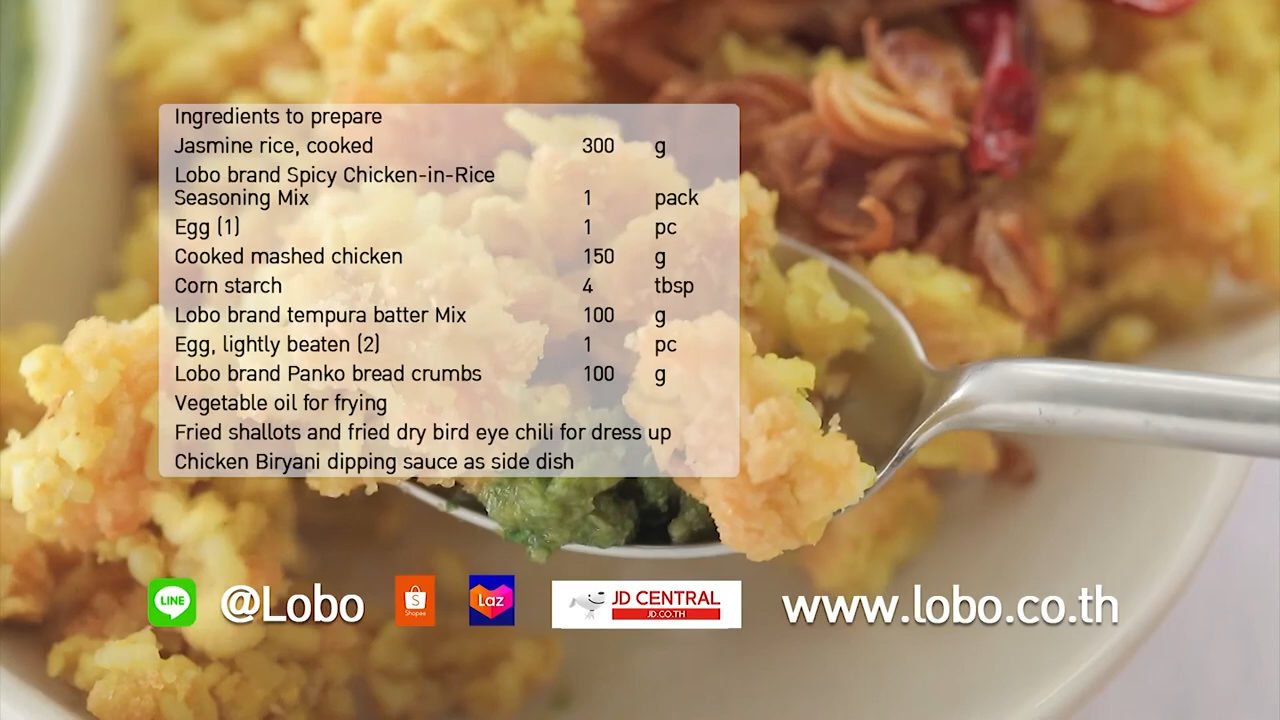 Ingredients to prepare
Jasmine rice, cooked 300 g
Lobo brand Spicy Chicken-in-Rice
Seasoning Mix 1 pack
Egg (1) 1 pc
Cooked mashed chicken 150 g
Corn starch 4 tbsp
Lobo brand tempura batter Mix 100 g
Egg, lightly beaten (2) 1 pc
Lobo brand Panko bread crumbs 100 g
Vegetable oil for frying
Fried shallots and fried dry bird eye chili for dress up
Chicken Biryani dipping sauce as side dish
LINE @Lobo S Shopee Laz JD CENTRAL www.lobo.co.th
JD.CO.TH